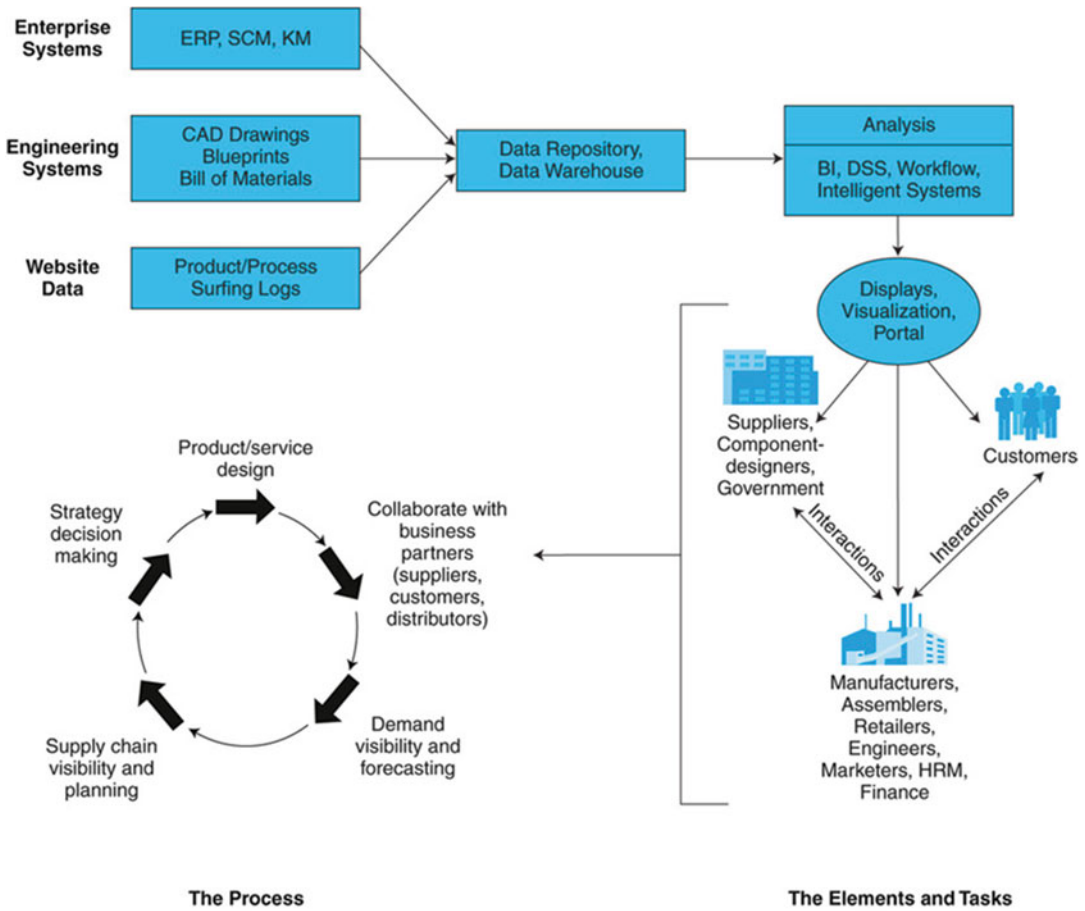 Enterprise
Systems
ERP, SCM, KM
Engineering
Systems
CAD Drawings
Blueprints
Bill of Materials
Website
Data
Product/Process
Surfing Logs
Data Repository,
Data Warehouse
Analysis
BI, DSS, Workflow,
Intelligent Systems
Displays,
Visualization,
Portal
Suppliers,
Component-
designers,
Government
Customers
Interactions
Interactions
Manufacturers,
Assemblers,
Retailers,
Engineers,
Marketers, HRM,
Finance
Product/service
design
Collaborate with
business
partners
(suppliers,
customers,
distributors)
Demand
visibility and
forecasting
Supply chain
visibility and
planning
Strategy
decision
making
The Process
The Elements and Tasks